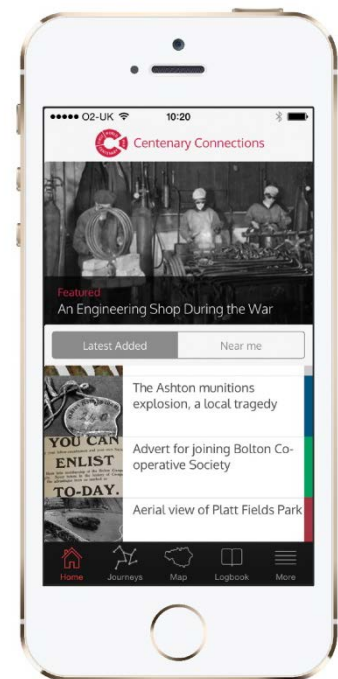 O2-UK 10:20
Centenary Connections
Featured
An Engineering Shop During the War
Latest Added
Near me
The Ashton munitions
explosion, a local tragedy
YOU CAN
ENLIST
TO-DAY.
Advert for joining Bolton Co-
operative Society
Aerial view of Platt Fields Park
Home
Journeys
Map
Logbook
More